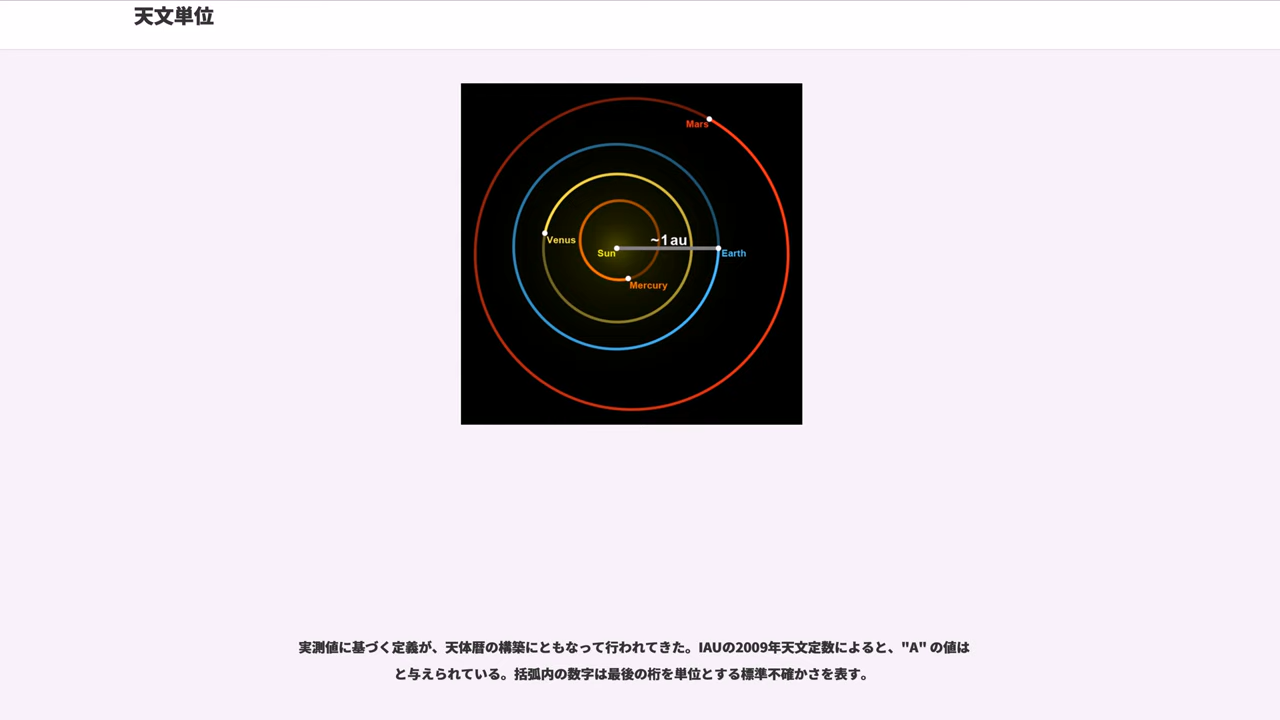 天文単位
Mars
~1au
Venus
Sun
Earth
Mercury
実測値に基づく定義が、天体暦の構築にともなって行われてきた。IAUの2009年天文定数によると、"A" の値は
と与えられている。括弧内の数字は最後の桁を単位とする標準不確かさを表す。